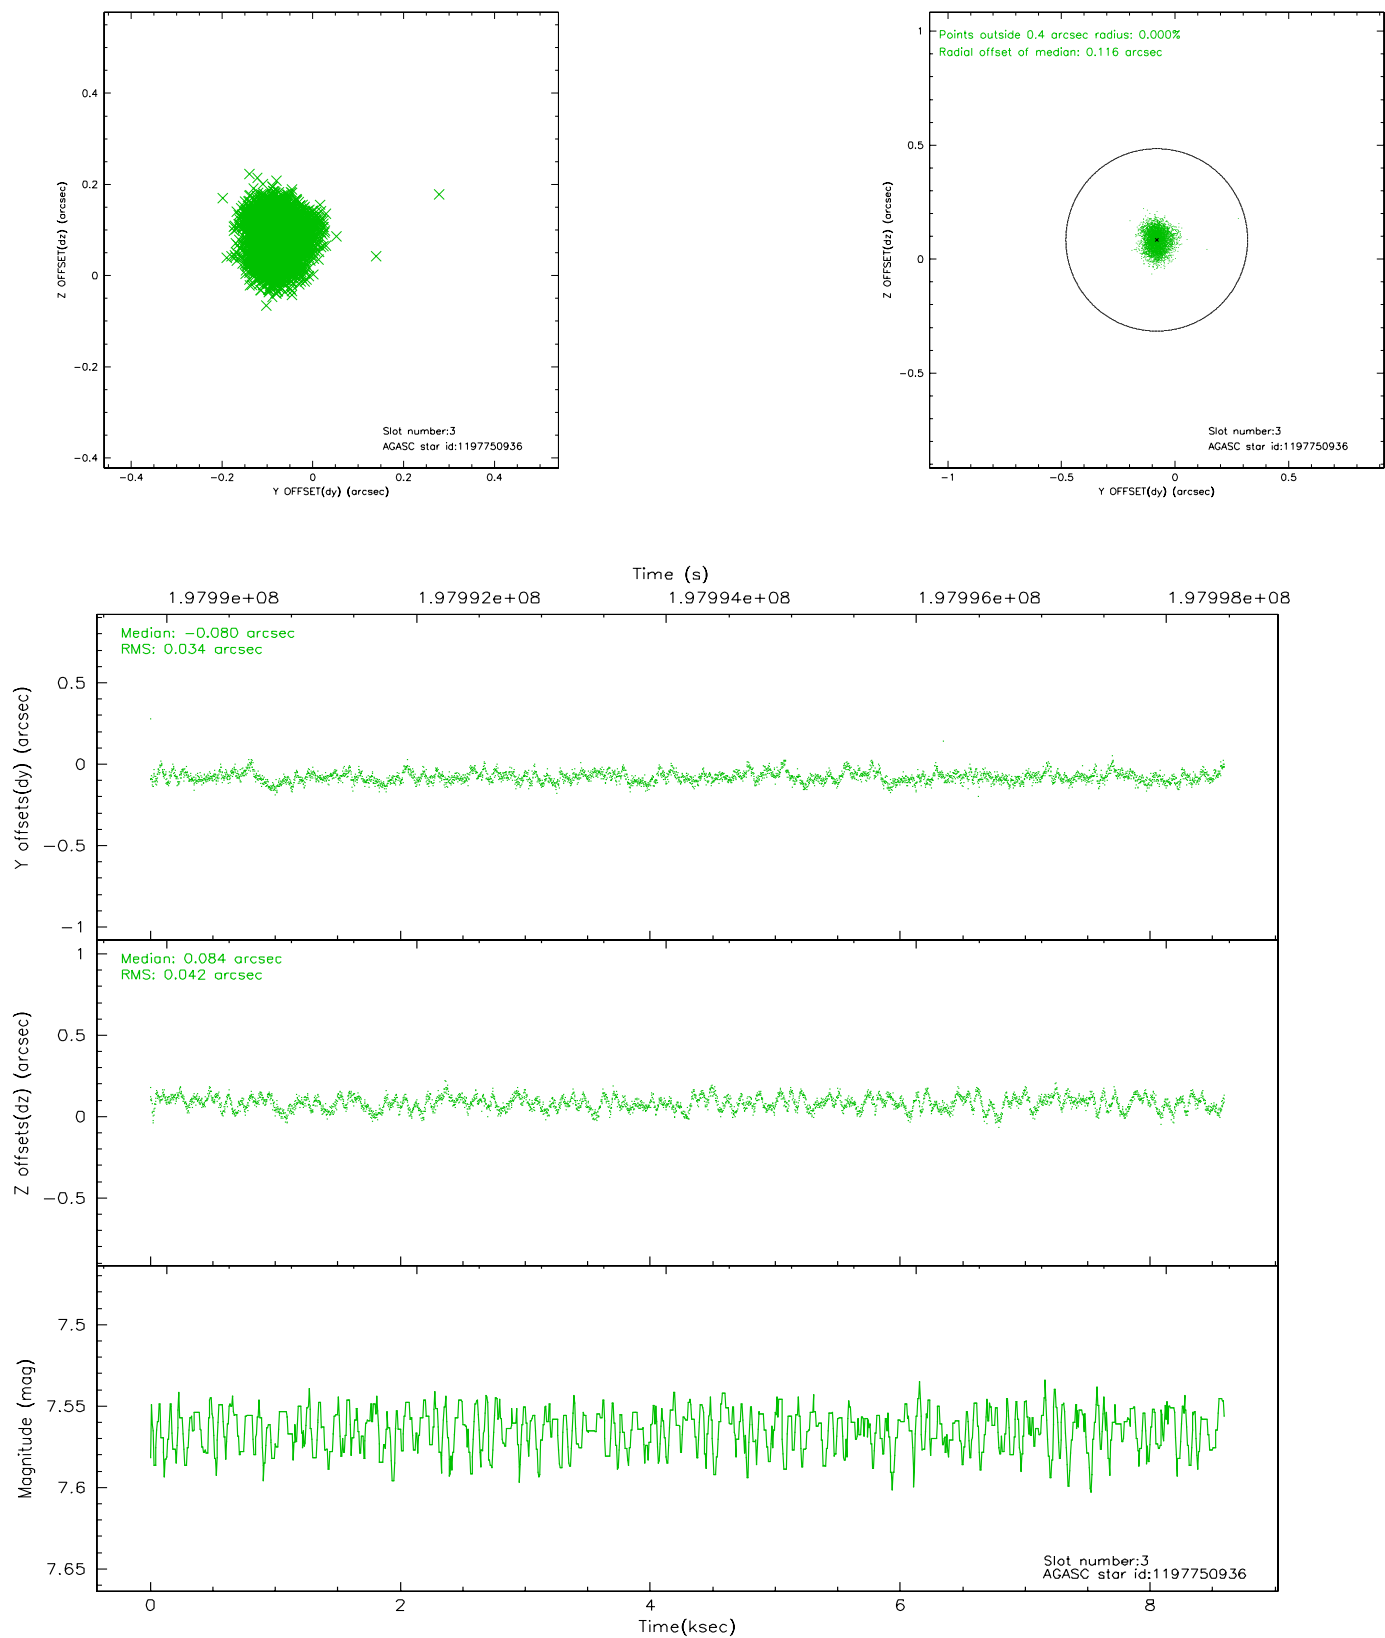 0.4
0.2
0
−0.2
−0.4
Z OFFSET(dz) (arcsec)
Slot number:3
AGASC star id:1197750936
−0.4
−0.2
0
0.2
0.4
Y OFFSET(dy) (arcsec)
Points outside 0.4 arcsec radius: 0.000%
Radial offset of median: 0.116 arcsec
1
0.5
0
−0.5
Z OFFSET(dz) (arcsec)
Slot number:3
AGASC star id:1197750936
−1
−0.5
0
0.5
Y OFFSET(dy) (arcsec)
Time (s)
1.9799e+08
1.97992e+08
1.97994e+08
1.97996e+08
1.97998e+08
Median: −0.080 arcsec
RMS: 0.034 arcsec
0.5
0
−0.5
−1
Y offsets(dy) (arcsec)
Median: 0.084 arcsec
RMS: 0.042 arcsec
1
0.5
0
−0.5
Z offsets(dz) (arcsec)
7.5
7.55
7.6
7.65
Magnitude (mag)
Slot number:3
AGASC star id:1197750936
0
2
4
6
8
Time(ksec)